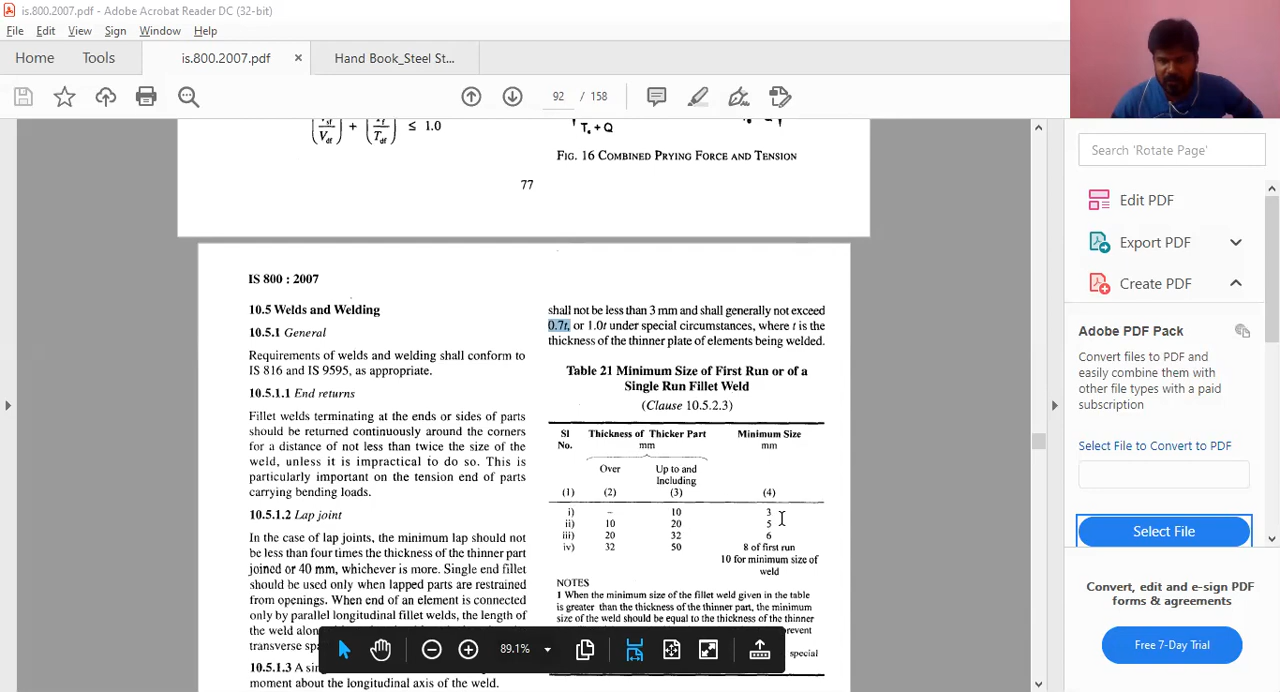 is.800.2007.pdf - Adobe Acrobat Reader DC (32-bit)
File Edit View Sign Window Help
Home Tools is.800.2007.pdf × Hand Book_Steel St...
92 / 158
≤ 1.0
FIG. 16 COMBINED PRYING FORCE AND TENSION
77
IS 800 : 2007
10.5 Welds and Welding
10.5.1 General
Requirements of welds and welding shall conform to
IS 816 and IS 9595, as appropriate.
10.5.1.1 End returns
Fillet welds terminating at the ends or sides of parts
should be returned continuously around the corners
for a distance of not less than twice the size of the
weld, unless it is impractical to do so. This is
particularly important on the tension end of parts
carrying bending loads.
10.5.1.2 Lap joint
In the case of lap joints, the minimum lap should not
be less than four times the thickness of the thinner part
joined or 40 mm, whichever is more. Single end fillet
should be used only when lapped parts are restrained
from openings. When end of an element is connected
only by parallel longitudinal fillet welds, the length of
the weld
transverse
10.5.1.3 A
moment about the longitudinal axis of the weld.
shall not be less than 3 mm and shall generally not exceed
0.7t, or 1.0t under special circumstances, where t is the
thickness of the thinner plate of elements being welded.
Table 21 Minimum Size of First Run or of a
Single Run Fillet Weld
(Clause 10.5.2.3)
Sl Thickness of Thicker Part Minimum Size
No. mm mm
Over Up to and
Including
(1) (2) (3) (4)
i) – 10 3
ii) 10 20 5
iii) 20 32 6
iv) 32 50 8 of first run
10 for minimum size of
weld
NOTES
1 When the minimum size of the fillet weld given in the table
is greater than the thickness of the thinner part, the minimum
size of the weld should be equal to the thickness of the thinner
special
89.1%
Search 'Rotate Page'
Edit PDF
Export PDF
Create PDF
Adobe PDF Pack
Convert files to PDF and
easily combine them with
other file types with a paid
subscription
Select File to Convert to PDF
Select File
Convert, edit and e-sign PDF
forms & agreements
Free 7-Day Trial